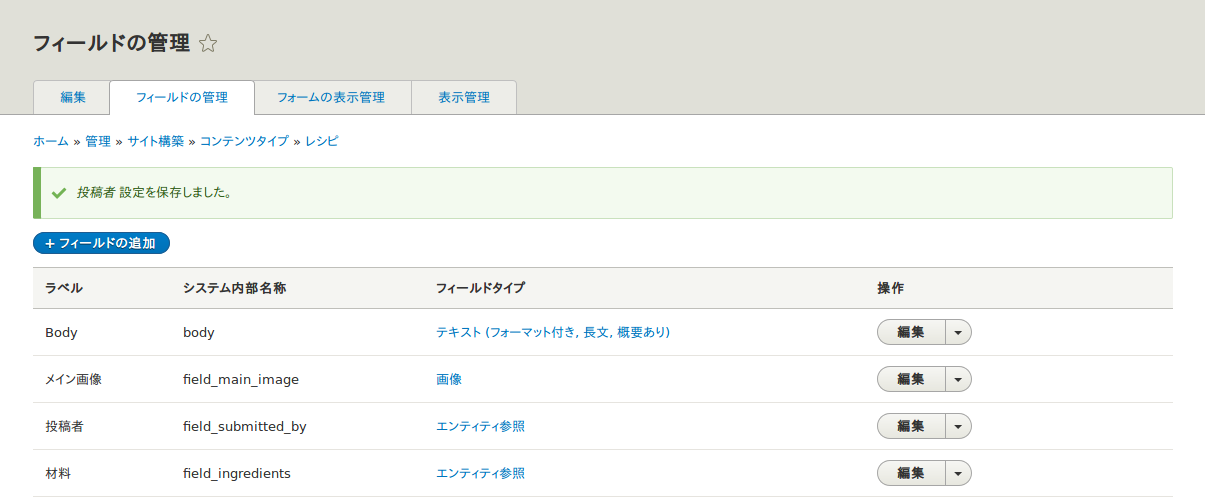 フィールドの管理
編集 フィールドの管理 フォームの表示管理 表示管理
ホーム » 管理 » サイト構築 » コンテンツタイプ » レシピ
投稿者 設定を保存しました。
+ フィールドの追加
ラベル システム内部名称 フィールドタイプ 操作
Body body テキスト (フォーマット付き, 長文, 概要あり) 編集
メイン画像 field_main_image 画像 編集
投稿者 field_submitted_by エンティティ参照 編集
材料 field_ingredients エンティティ参照 編集